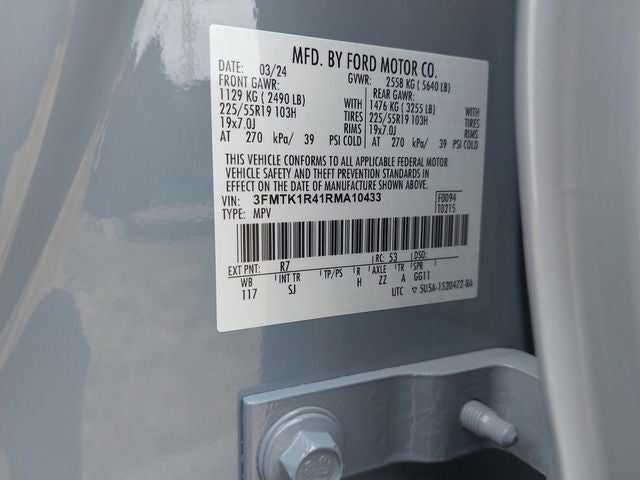 MFD. BY FORD MOTOR CO.
DATE: 03/24 GVWR: 2558 KG ( 5640 LB)
FRONT GAWR: REAR GAWR:
1129 KG ( 2490 LB) WITH 1476 KG ( 3255 LB) WITH
225/55R19 103H TIRES 225/55R19 103H TIRES
19x7.0J RIMS 19x7.0J RIMS
AT 270 kPa/ 39 PSI COLD AT 270 kPa/ 39 PSI COLD
THIS VEHICLE CONFORMS TO ALL APPLICABLE FEDERAL MOTOR
VEHICLE SAFETY AND THEFT PREVENTION STANDARDS IN
EFFECT ON THE DATE OF MANUFACTURE SHOWN ABOVE.
VIN: 3FMTK1R41RMA10433 F0094
TYPE: MPV T0215
EXT PNT: R7 RC: 53 DSO:
WB INT TR TP/PS R AXLE TR SPR
117 SJ H ZZ A GG11
UTC ▽ 5U5A-1520472-BA